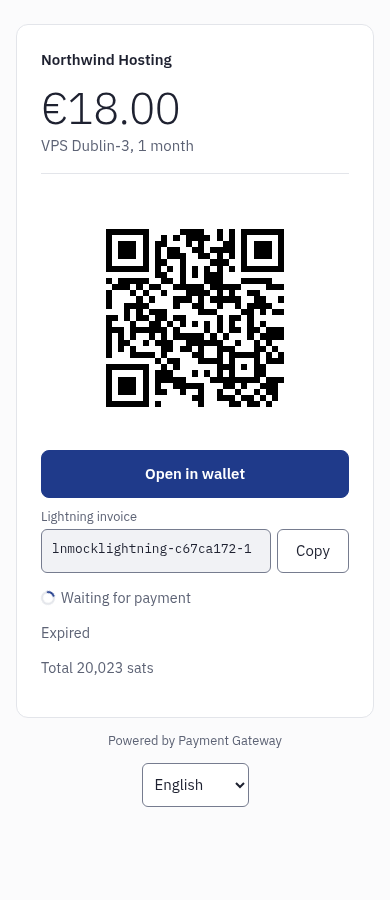 Northwind Hosting
€18.00
VPS Dublin-3, 1 month
Open in wallet
Lightning invoice
lnmocklightning-c67ca172-1
Copy
Waiting for payment
Expired
Total 20,023 sats
Powered by Payment Gateway
English